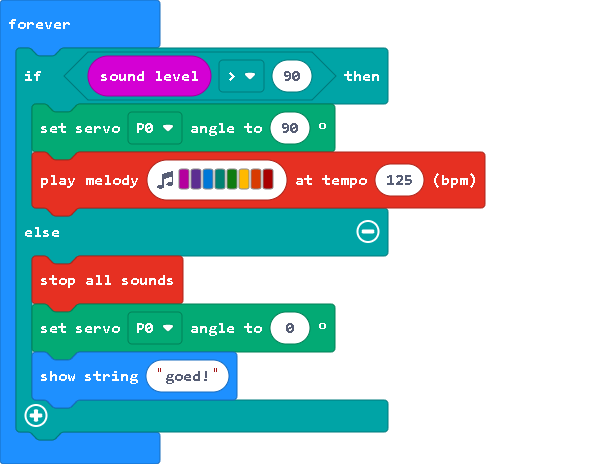 forever
if sound level > 90 then
set servo P0 angle to 90 °
play melody at tempo 125 (bpm)
else
stop all sounds
set servo P0 angle to 0 °
show string "goed!"